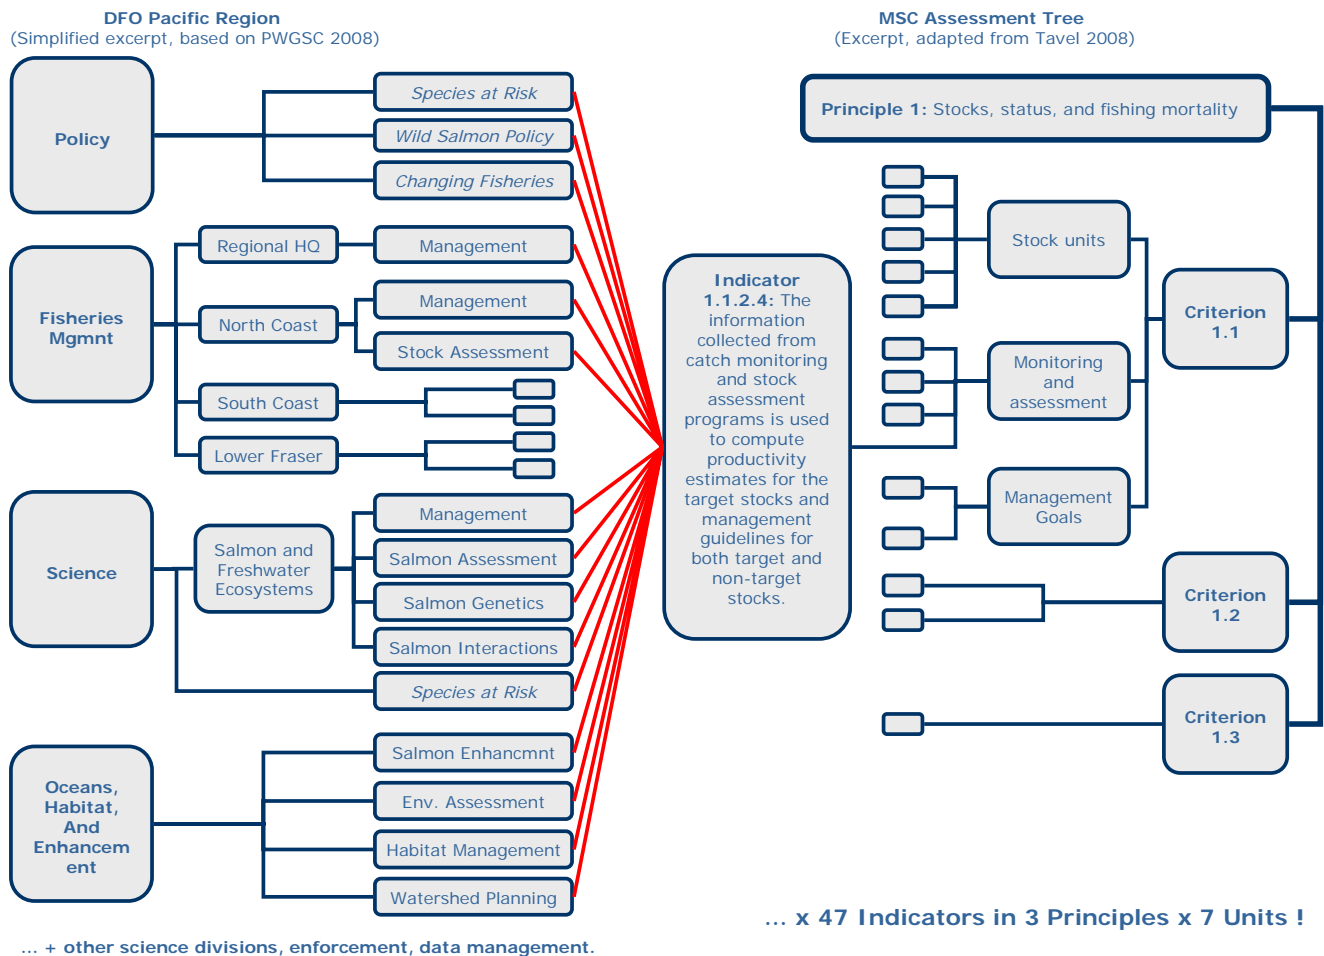 DFO Pacific Region
(Simplified excerpt, based on PWGSC 2008)
Policy
Species at Risk
Wild Salmon Policy
Changing Fisheries
Fisheries
Mgmnt
Regional HQ
Management
North Coast
Management
Stock Assessment
South Coast
Lower Fraser
Science
Salmon and
Freshwater
Ecosystems
Management
Salmon Assessment
Salmon Genetics
Salmon Interactions
Species at Risk
Oceans,
Habitat,
And
Enhancem
ent
Salmon Enhancmnt
Env. Assessment
Habitat Management
Watershed Planning
... + other science divisions, enforcement, data management.
Indicator
1.1.2.4: The
information
collected from
catch monitoring
and stock
assessment
programs is used
to compute
productivity
estimates for the
target stocks and
management
guidelines for
both target and
non-target
stocks.
MSC Assessment Tree
(Excerpt, adapted from Tavel 2008)
Principle 1: Stocks, status, and fishing mortality
Stock units
Monitoring
and
assessment
Management
Goals
Criterion
1.1
Criterion
1.2
Criterion
1.3
... x 47 Indicators in 3 Principles x 7 Units !